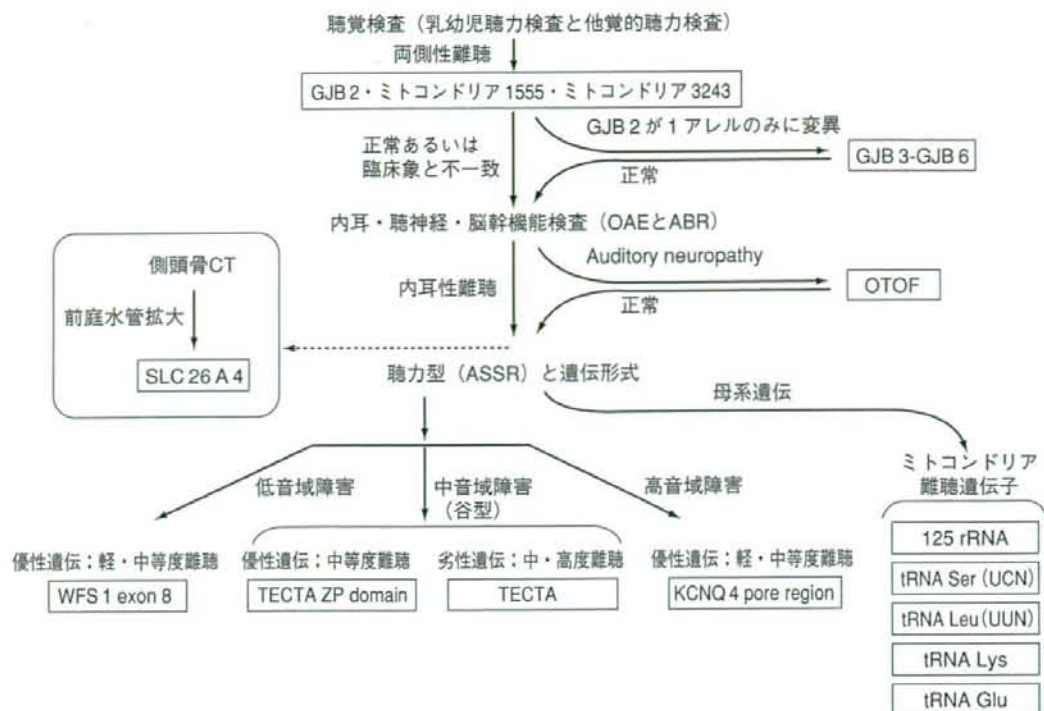 聴覚検査（乳幼児聴力検査と他覚的聴力検査）
両側性難聴
GJB 2・ミトコンドリア 1555・ミトコンドリア 3243
GJB 2 が 1 アレルのみに変異
正常あるいは
臨床象と不一致
GJB 3-GJB 6
正常
内耳・聴神経・脳幹機能検査（OAEとABR）
Auditory neuropathy
側頭骨CT
内耳性難聴
OTOF
正常
前庭水管拡大
SLC 26 A 4
聴力型（ASSR）と遺伝形式
母系遺伝
ミトコンドリア
難聴遺伝子
低音域障害
中音域障害
（谷型）
高音域障害
125 rRNA
tRNA Ser (UCN)
tRNA Leu (UUN)
tRNA Lys
tRNA Glu
優性遺伝：軽・中等度難聴
WFS 1 exon 8
優性遺伝：中等度難聴
TECTA ZP domain
劣性遺伝：中・高度難聴
TECTA
優性遺伝：軽・中等度難聴
KCNQ 4 pore region